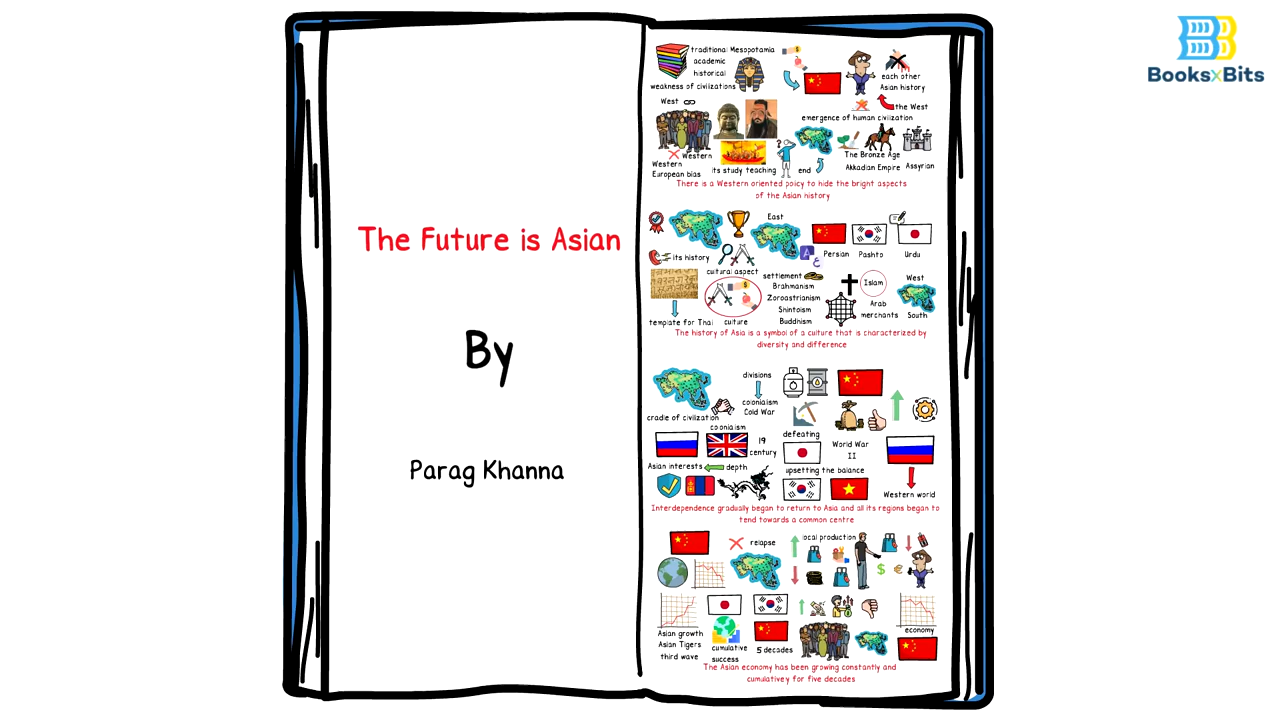 BooksxBits
The Future is Asian
By
Parag Khanna
traditional Mesopotamia
academic
historical
weakness of civilizations
each other
Asian history
West
the West
emergence of human civilization
Western
Western
European bias
its study teaching
end
The Bronze Age
Akkadian Empire Assyrian
There is a Western oriented policy to hide the bright aspects
of the Asian history
East
Persian Pashto Urdu
its history
cultural aspect
settlement
Brahmanism
Zoroastrianism
Shintoism
Buddhism
Islam
Arab
merchants
West
South
template for Thai culture
The history of Asia is a symbol of a culture that is characterized by
diversity and difference
divisions
colonialism
Cold War
cradle of civilization
colonialism
19
century
defeating
World War
II
Asian interests depth
upsetting the balance
Western world
Interdependence gradually began to return to Asia and all its regions began to
tend towards a common centre
relapse
local production
$ €
Asian growth
Asian Tigers
third wave
cumulative
success
5 decades
economy
The Asian economy has been growing constantly and
cumulatively for five decades